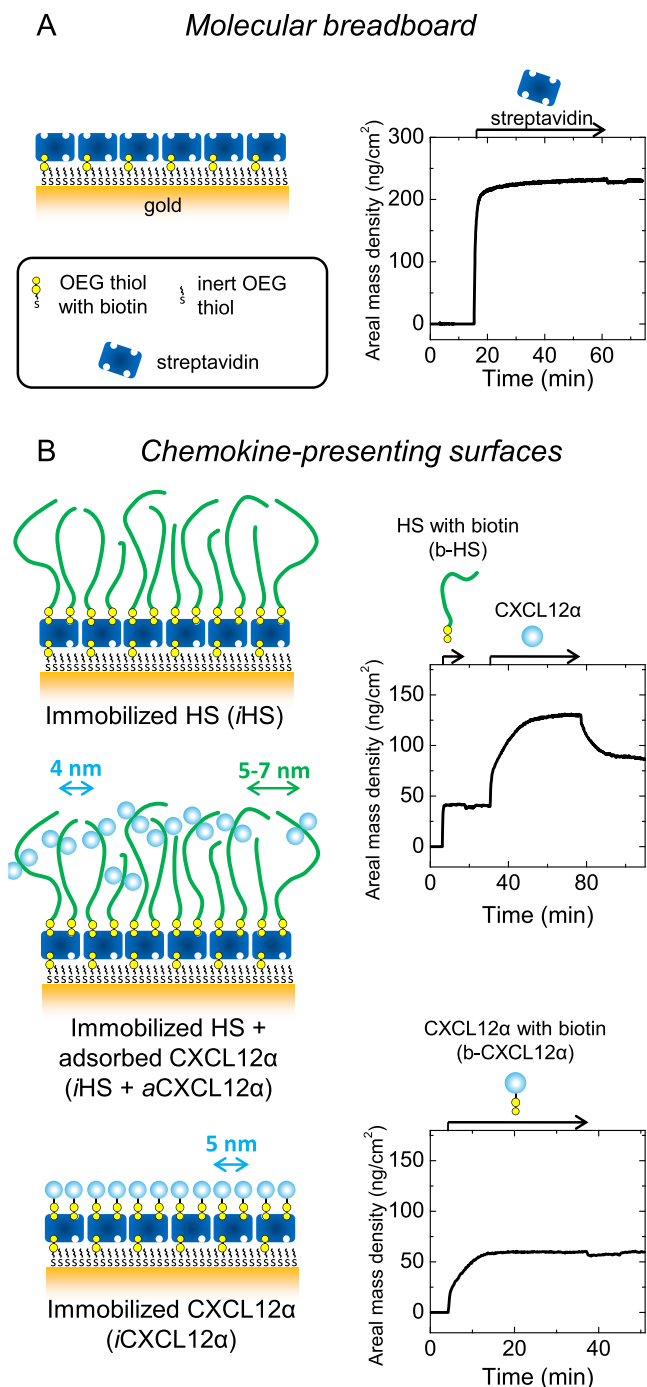 A Molecular breadboard
gold
OEG thiol
with biotin
inert OEG
thiol
streptavidin
streptavidin
300
200
100
0
Areal mass density (ng/cm²)
0 20 40 60
Time (min)
B Chemokine-presenting surfaces
Immobilized HS (iHS)
HS with biotin
(b-HS)
CXCL12α
150
100
50
0
Areal mass density (ng/cm²)
0 40 80
Time (min)
4 nm
5-7 nm
Immobilized HS +
adsorbed CXCL12α
(iHS + aCXCL12α)
CXCL12α with biotin
(b-CXCL12α)
150
100
50
0
Areal mass density (ng/cm²)
0 20 40
Time (min)
5 nm
Immobilized CXCL12α
(iCXCL12α)